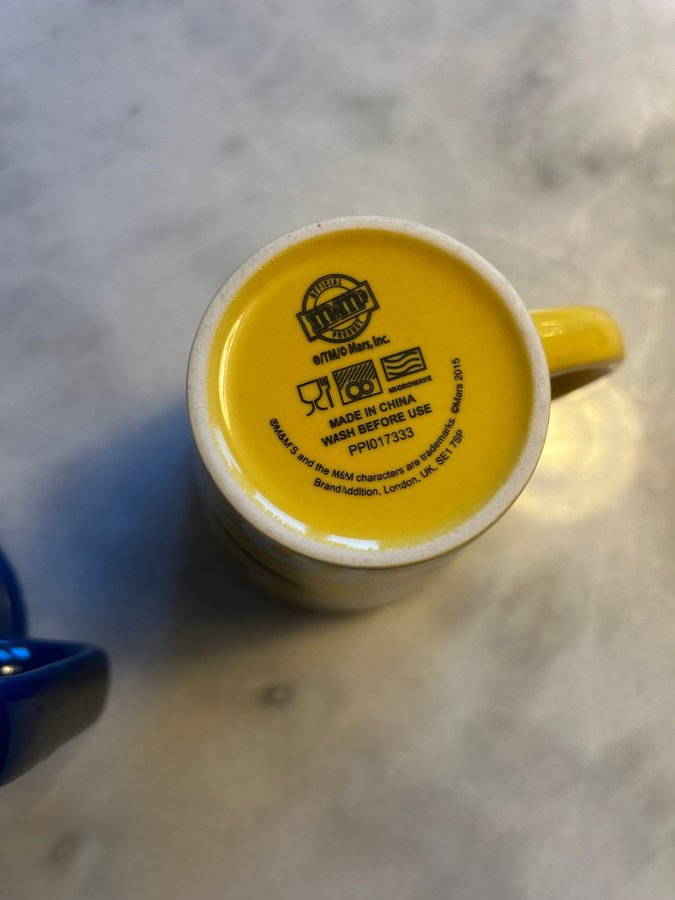 OFFICIAL
m&m's
PRODUCT
®/TM/© Mars, Inc.
MICROWAVE
MADE IN CHINA
WASH BEFORE USE
PPI017333
®M&M'S and the M&M characters are trademarks. ©Mars 2015
BrandAddition, London, UK, SE1 7SP